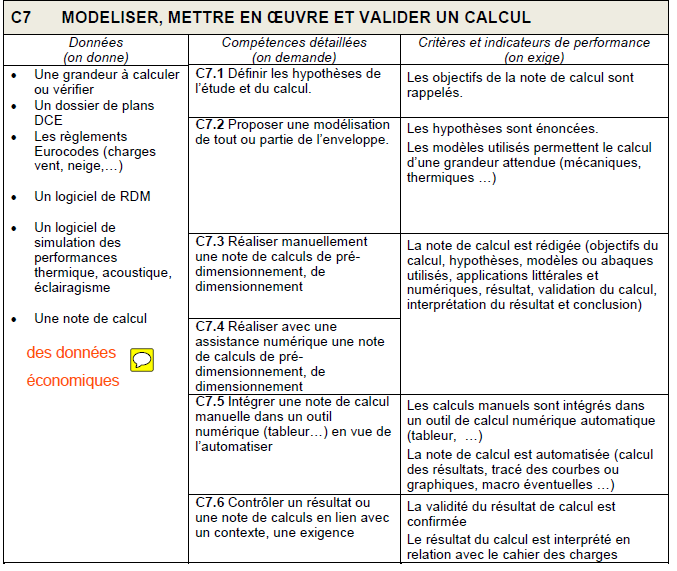 C7 MODELISER, METTRE EN ŒUVRE ET VALIDER UN CALCUL
Données
(on donne)
Compétences détaillées
(on demande)
Critères et indicateurs de performance
(on exige)
• Une grandeur à calculer
ou vérifier
• Un dossier de plans
DCE
• Les règlements
Eurocodes (charges
vent, neige,…)
• Un logiciel de RDM
• Un logiciel de
simulation des
performances
thermique, acoustique,
éclairagisme
• Une note de calcul
des données
économiques
C7.1 Définir les hypothèses de
l'étude et du calcul.
Les objectifs de la note de calcul sont
rappelés.
C7.2 Proposer une modélisation
de tout ou partie de l'enveloppe.
Les hypothèses sont énoncées.
Les modèles utilisés permettent le calcul
d'une grandeur attendue (mécaniques,
thermiques …)
C7.3 Réaliser manuellement
une note de calculs de pré-
dimensionnement, de
dimensionnement
La note de calcul est rédigée (objectifs du
calcul, hypothèses, modèles ou abaques
utilisés, applications littérales et
numériques, résultat, validation du calcul,
interprétation du résultat et conclusion)
C7.4 Réaliser avec une
assistance numérique une note
de calculs de pré-
dimensionnement, de
dimensionnement
C7.5 Intégrer une note de calcul
manuelle dans un outil
numérique (tableur…) en vue de
l'automatiser
Les calculs manuels sont intégrés dans
un outil de calcul numérique automatique
(tableur, …)
La note de calcul est automatisée (calcul
des résultats, tracé des courbes ou
graphiques, macro éventuelles …)
C7.6 Contrôler un résultat ou
une note de calculs en lien avec
un contexte, une exigence
La validité du résultat de calcul est
confirmée
Le résultat du calcul est interprété en
relation avec le cahier des charges